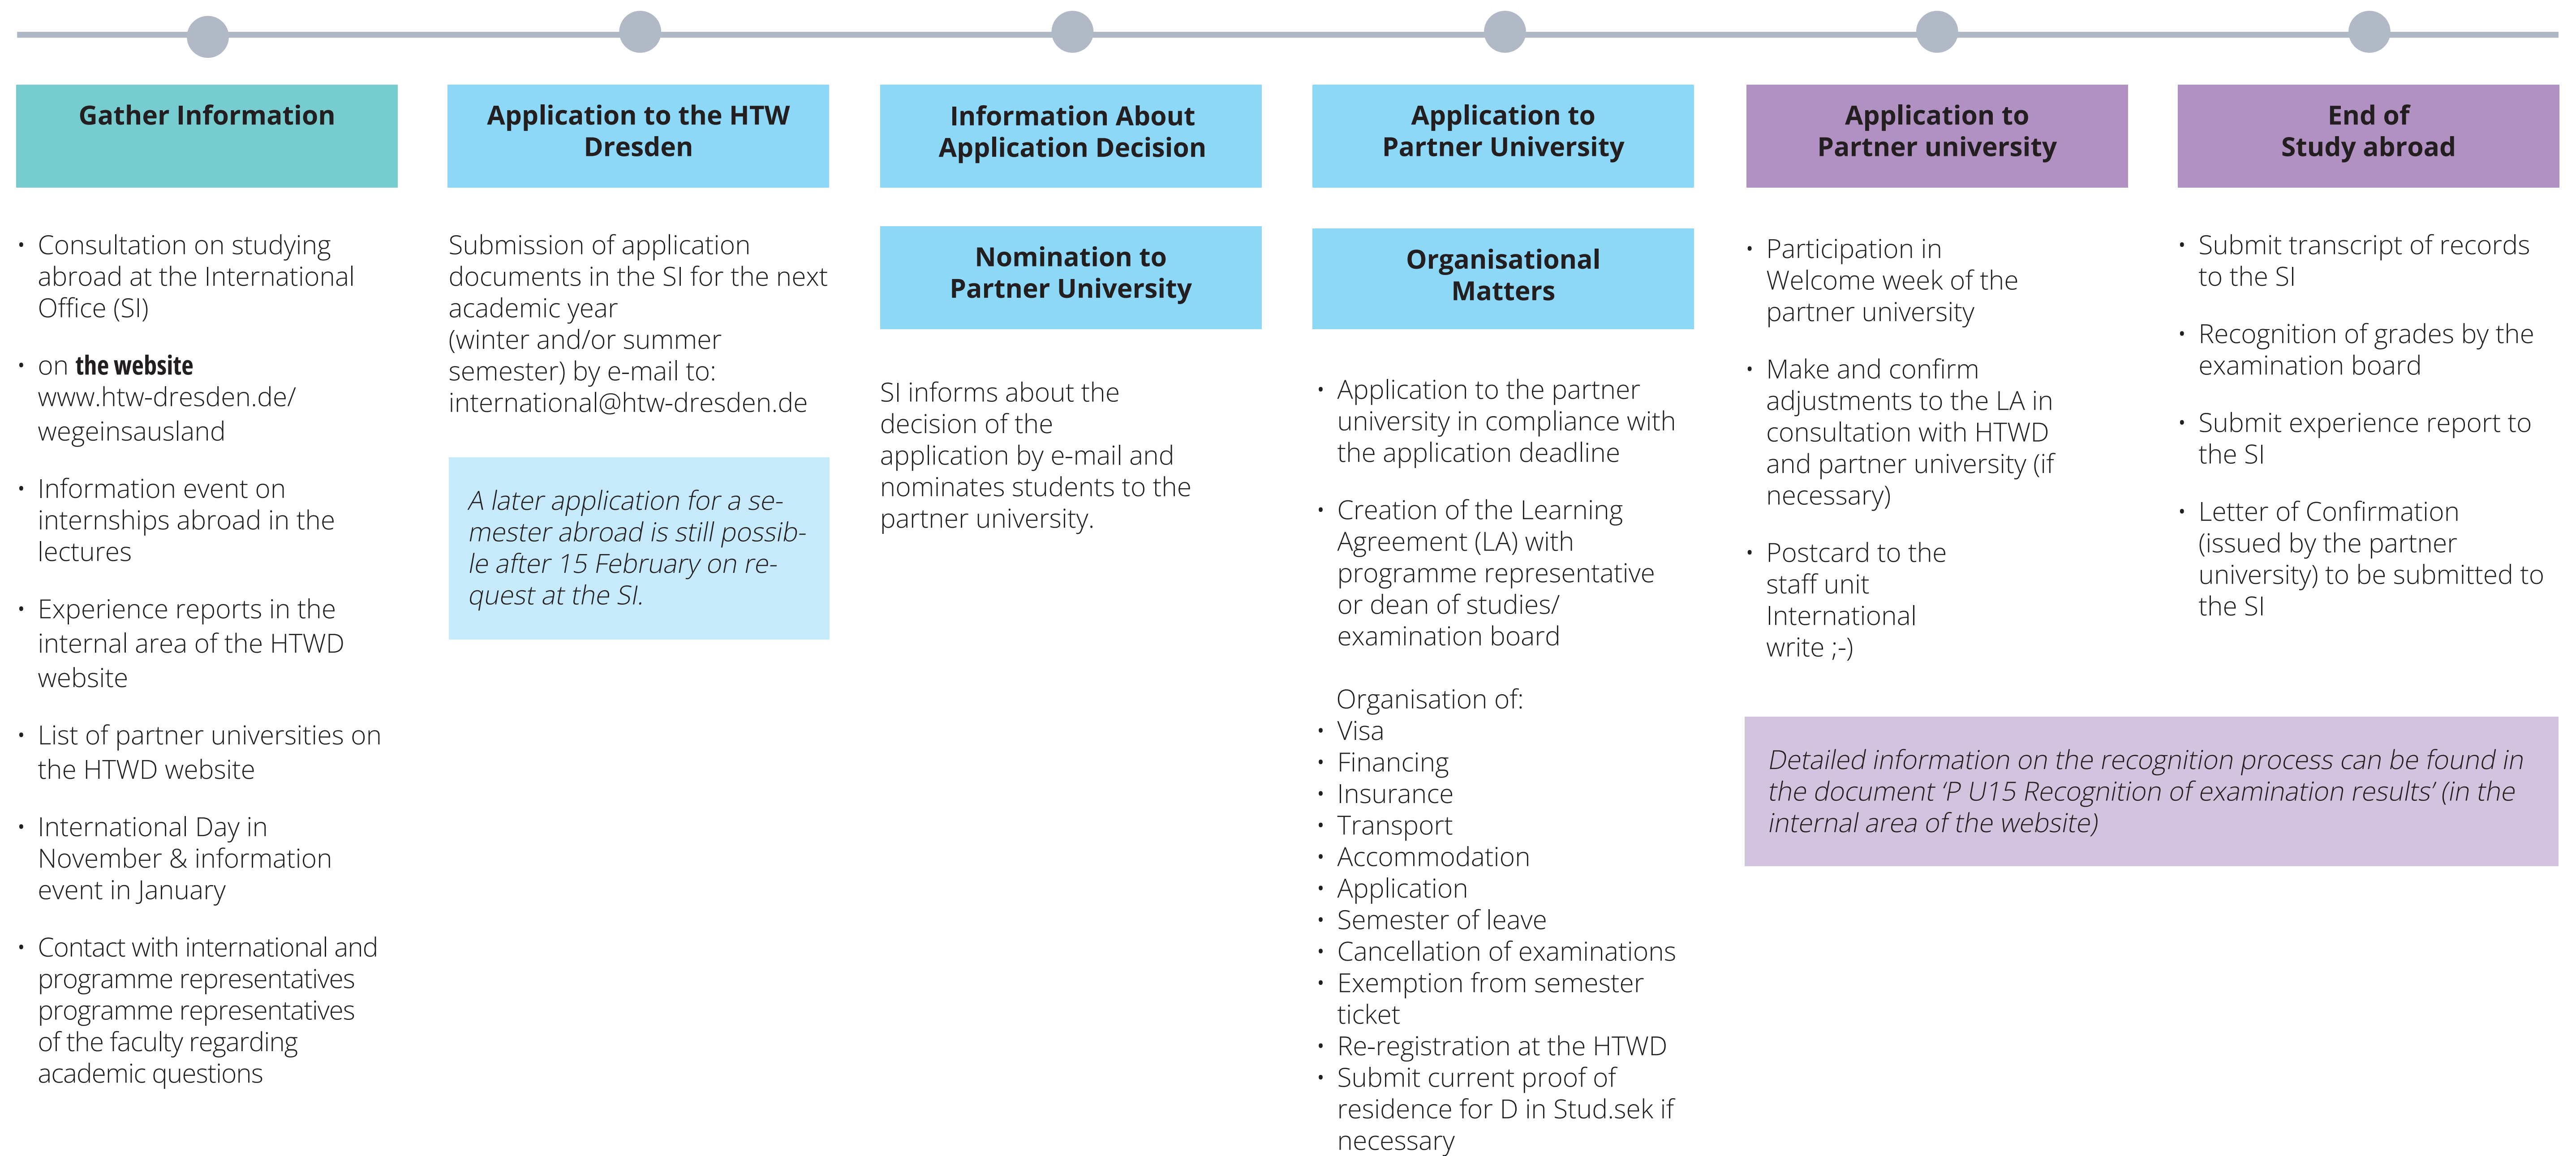 Gather Information
• Consultation on studying
abroad at the International
Office (SI)
• on the website
www.htw-dresden.de/
wegeinsausland
• Information event on
internships abroad in the
lectures
• Experience reports in the
internal area of the HTWD
website
• List of partner universities on
the HTWD website
• International Day in
November & information
event in January
• Contact with international and
programme representatives
programme representatives
of the faculty regarding
academic questions
Application to the HTW
Dresden
Submission of application
documents in the SI for the next
academic year
(winter and/or summer
semester) by e-mail to:
international@htw-dresden.de
A later application for a se-
mester abroad is still possib-
le after 15 February on re-
quest at the SI.
Information About
Application Decision
Nomination to
Partner University
SI informs about the
decision of the
application by e-mail and
nominates students to the
partner university.
Application to
Partner University
Organisational
Matters
• Application to the partner
university in compliance with
the application deadline
• Creation of the Learning
Agreement (LA) with
programme representative
or dean of studies/
examination board
Organisation of:
• Visa
• Financing
• Insurance
• Transport
• Accommodation
• Application
• Semester of leave
• Cancellation of examinations
• Exemption from semester
ticket
• Re-registration at the HTWD
• Submit current proof of
residence for D in Stud.sek if
necessary
Application to
Partner university
• Participation in
Welcome week of the
partner university
• Make and confirm
adjustments to the LA in
consultation with HTWD
and partner university (if
necessary)
• Postcard to the
staff unit
International
write ;-)
End of
Study abroad
• Submit transcript of records
to the SI
• Recognition of grades by the
examination board
• Submit experience report to
the SI
• Letter of Confirmation
(issued by the partner
university) to be submitted to
the SI
Detailed information on the recognition process can be found in
the document ‘P U15 Recognition of examination results’ (in the
internal area of the website)